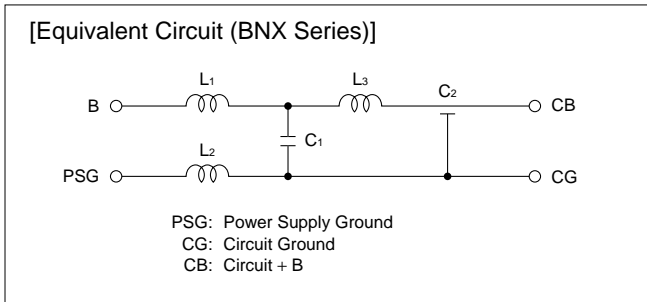 [Equivalent Circuit (BNX Series)]
L1 L3 C2
B CB
C1
L2
PSG CG
PSG: Power Supply Ground
CG: Circuit Ground
CB: Circuit + B